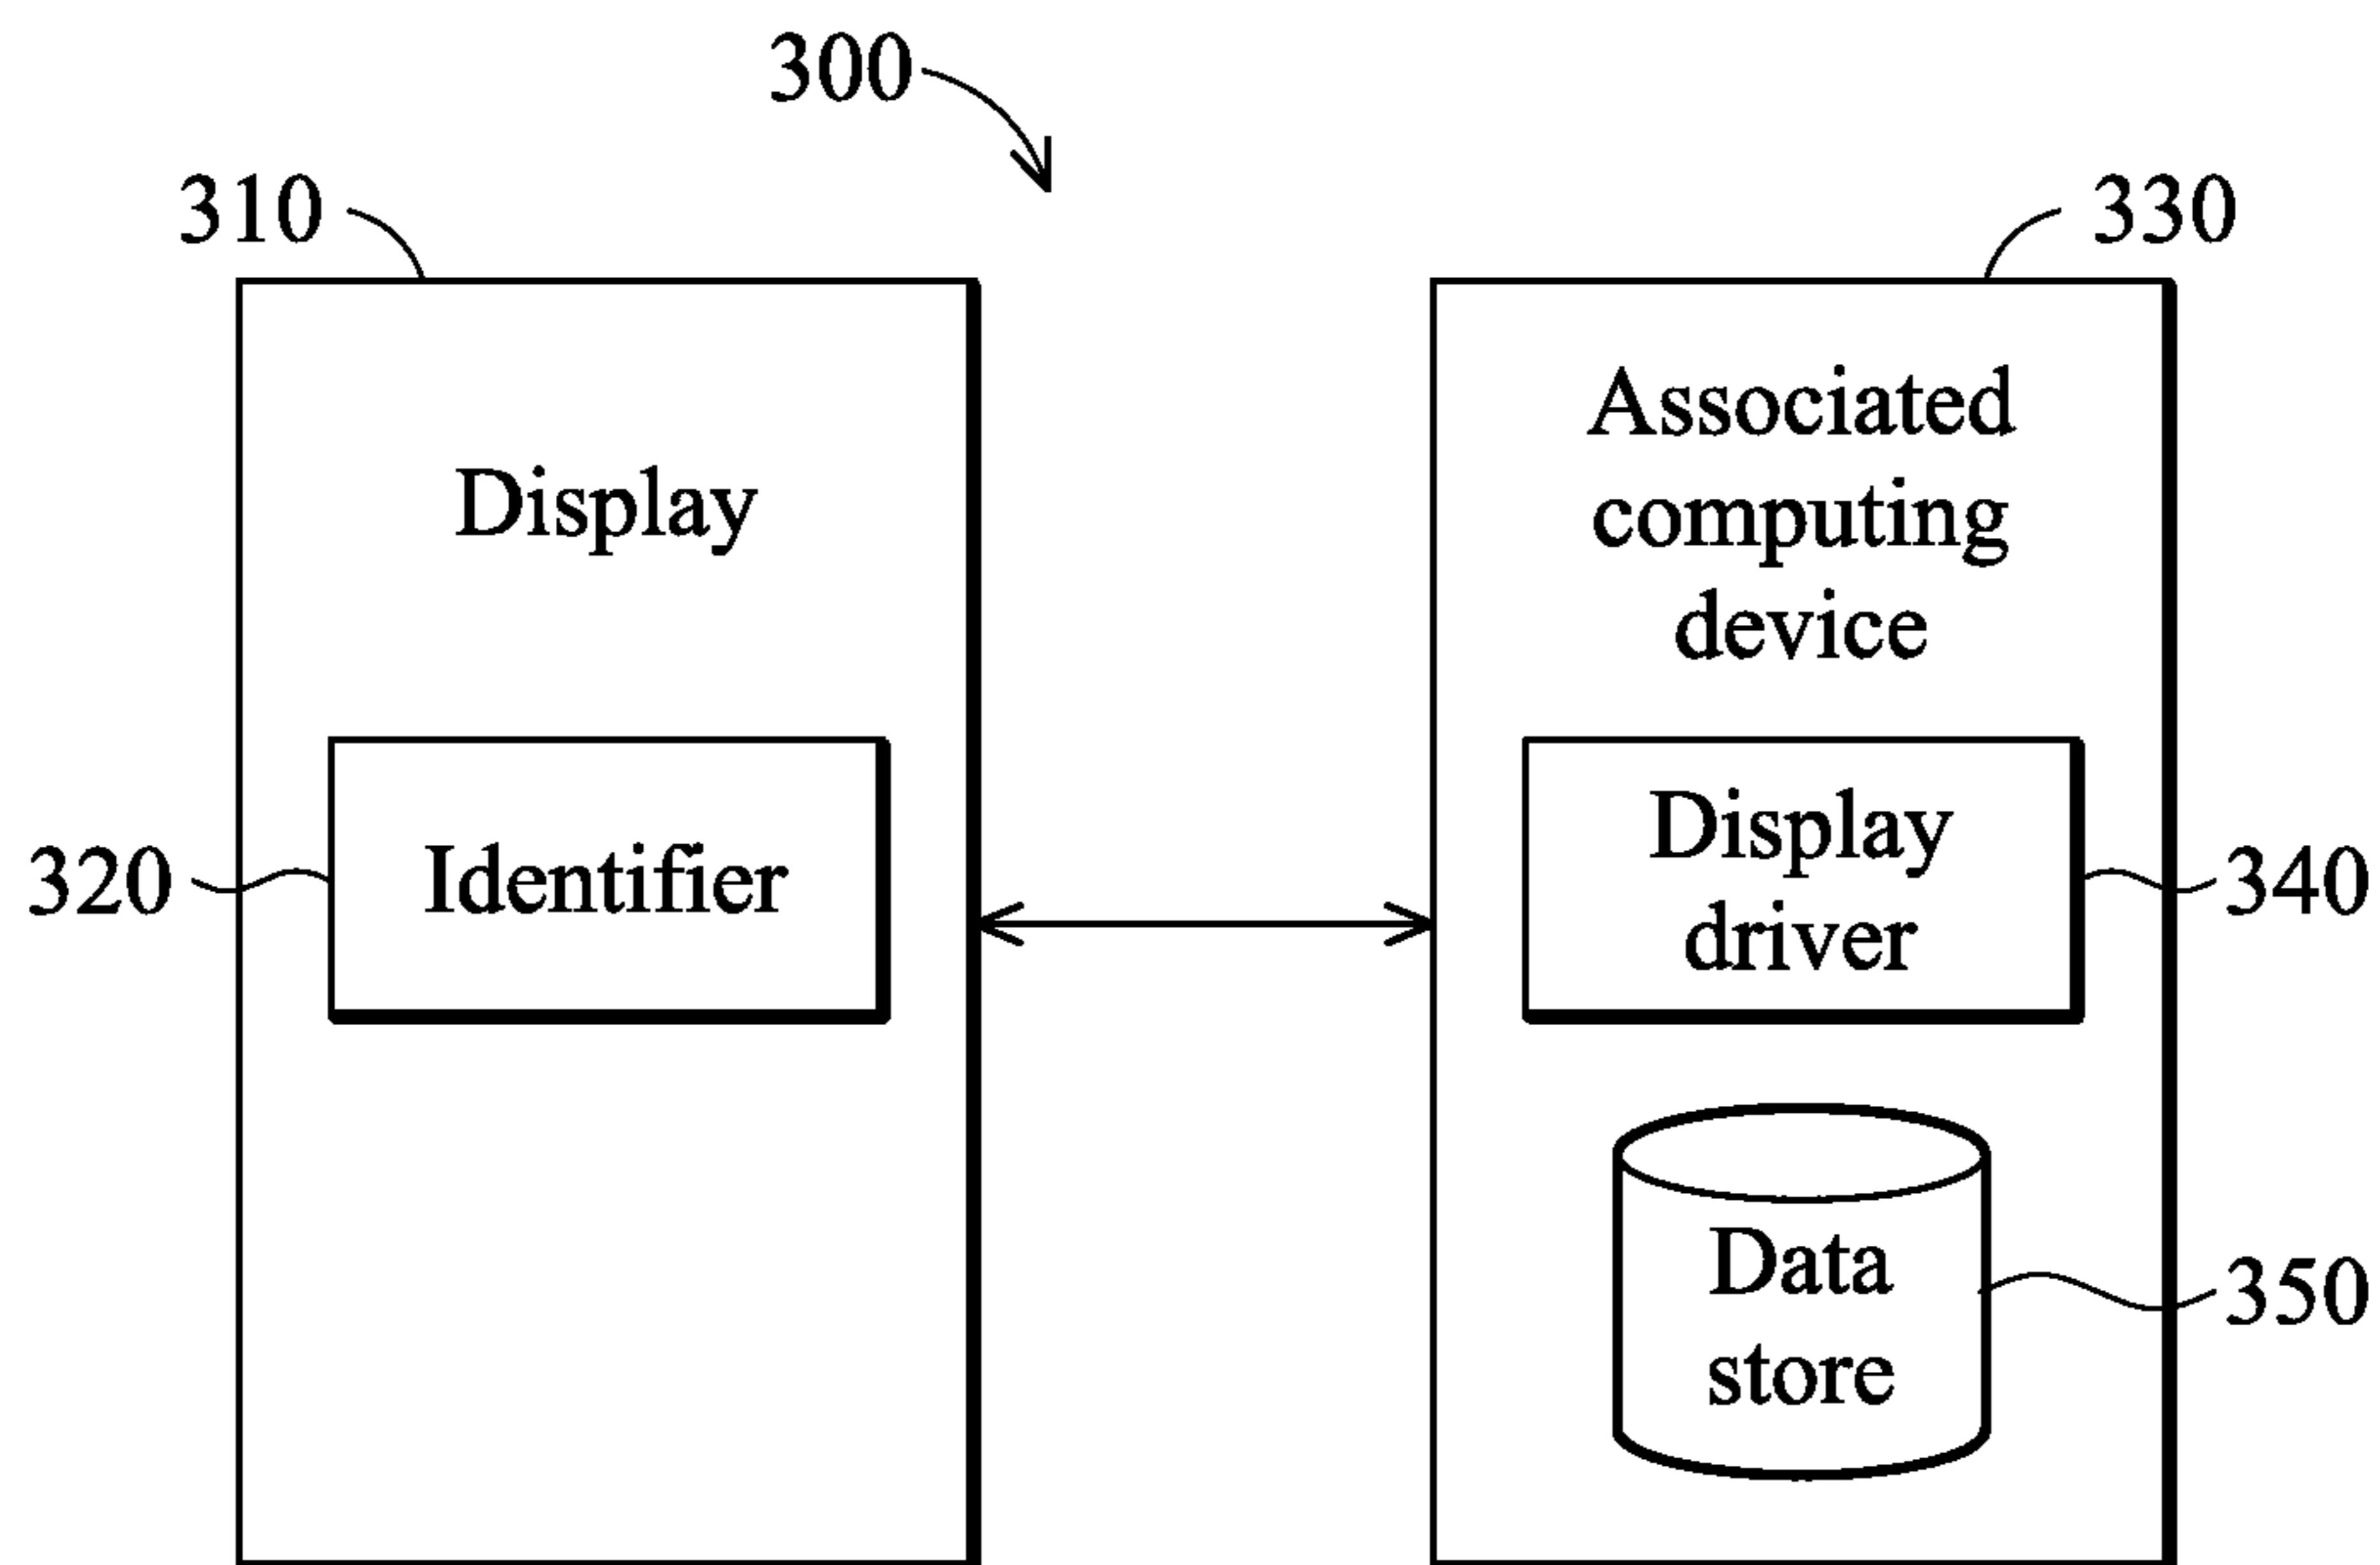 300
310
330
Display
Associated
computing
device
320
Identifier
Display
driver
340
Data
store
350